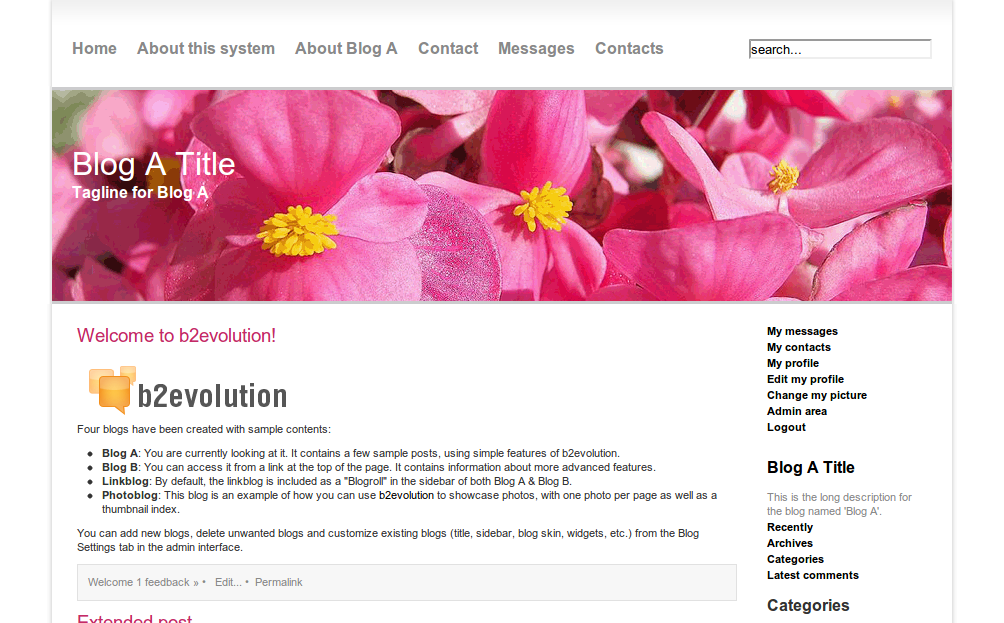 Home About this system About Blog A Contact Messages Contacts
search...
Blog A Title
Tagline for Blog A
Welcome to b2evolution!
b2evolution
Four blogs have been created with sample contents:
• Blog A: You are currently looking at it. It contains a few sample posts, using simple features of b2evolution.
• Blog B: You can access it from a link at the top of the page. It contains information about more advanced features.
• Linkblog: By default, the linkblog is included as a "Blogroll" in the sidebar of both Blog A & Blog B.
• Photoblog: This blog is an example of how you can use b2evolution to showcase photos, with one photo per page as well as a
thumbnail index.
You can add new blogs, delete unwanted blogs and customize existing blogs (title, sidebar, blog skin, widgets, etc.) from the Blog
Settings tab in the admin interface.
Welcome 1 feedback » • Edit... • Permalink
Extended post
My messages
My contacts
My profile
Edit my profile
Change my picture
Admin area
Logout
Blog A Title
This is the long description for
the blog named 'Blog A'.
Recently
Archives
Categories
Latest comments
Categories